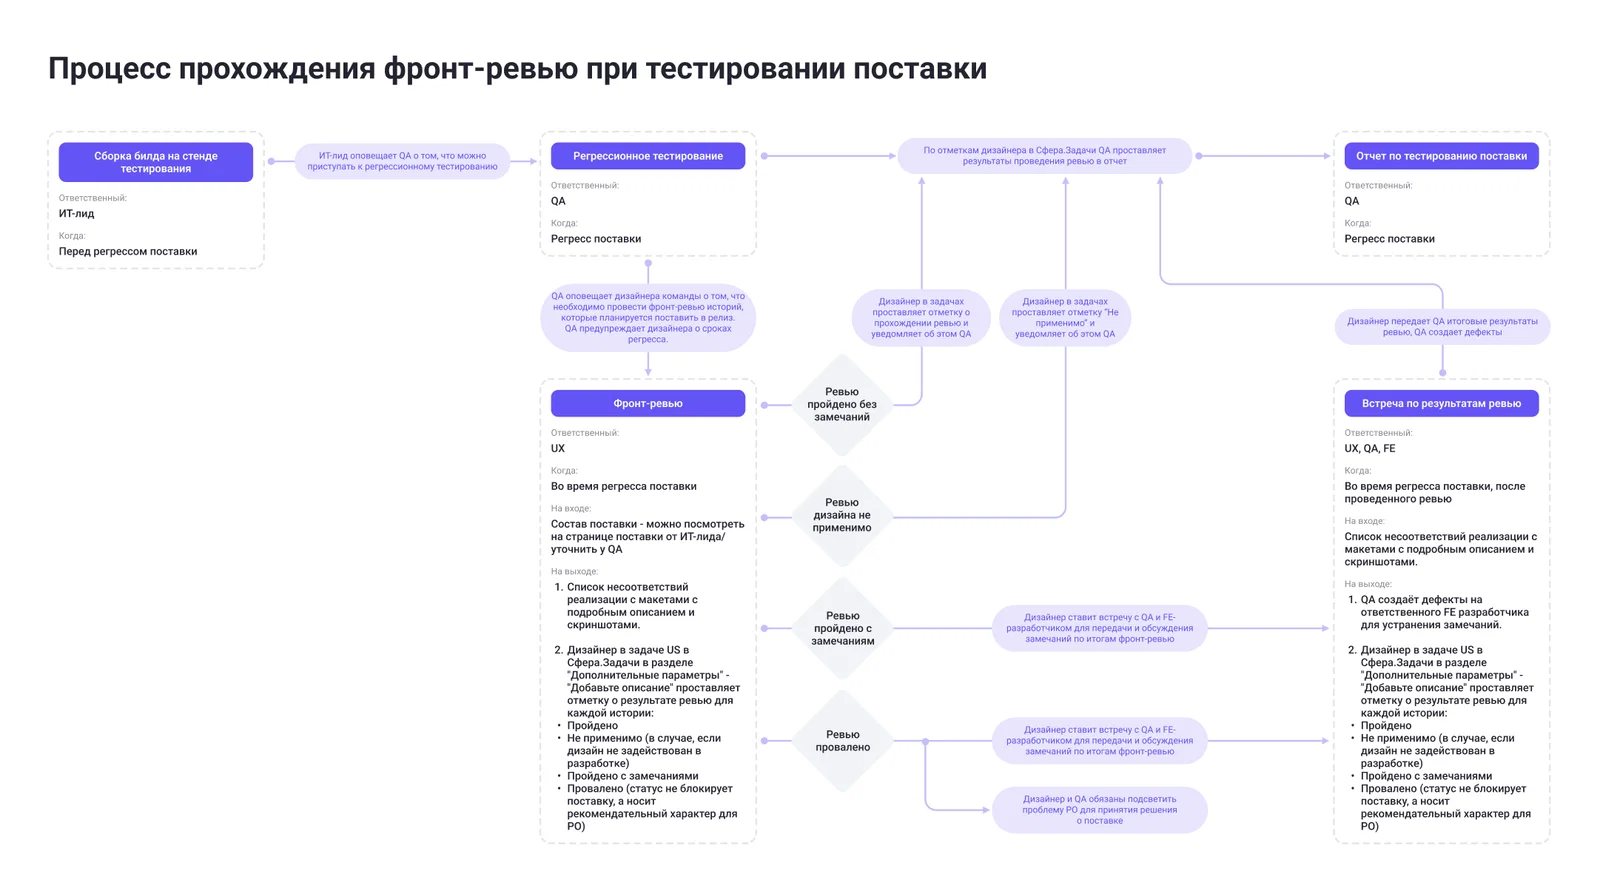 Процесс прохождения фронт-ревью при тестировании поставки
Сборка билда на стенде
тестирования
Ответственный:
ИТ-лид
Когда:
Перед регрессом поставки
ИТ-лид оповещает QA о том, что можно
приступать к регрессионному тестированию
Регрессионное тестирование
Ответственный:
QA
Когда:
Регресс поставки
По отметкам дизайнера в Сфера.Задачи QA проставляет
результаты проведения ревью в отчет
Отчет по тестированию поставки
Ответственный:
QA
Когда:
Регресс поставки
QA оповещает дизайнера команды о том, что
необходимо провести фронт-ревью историй,
которые планируется поставить в релиз.
QA предупреждает дизайнера о сроках
регресса.
Дизайнер в задачах
проставляет отметку о
прохождении ревью и
уведомляет об этом QA
Дизайнер в задачах
проставляет отметку "Не
применимо" и
уведомляет об этом QA
Дизайнер передает QA итоговые результаты
ревью, QA создает дефекты
Фронт-ревью
Ответственный:
UX
Когда:
Во время регресса поставки
На входе:
Состав поставки - можно посмотреть
на странице поставки от ИТ-лида/
уточнить у QA
На выходе:
1. Список несоответствий
реализации с макетами с
подробным описанием и
скриншотами.
2. Дизайнер в задаче US в
Сфера.Задачи в разделе
"Дополнительные параметры" -
"Добавьте описание" проставляет
отметку о результате ревью для
каждой истории:
• Пройдено
• Не применимо (в случае, если
дизайн не задействован в
разработке)
• Пройдено с замечаниями
• Провалено (статус не блокирует
поставку, а носит
рекомендательный характер для
PO)
Ревью
пройдено без
замечаний
Ревью
дизайна не
применимо
Ревью
пройдено с
замечаниям
Ревью
провалено
Дизайнер ставит встречу с QA и FE-
разработчиком для передачи и обсуждения
замечаний по итогам фронт-ревью
Дизайнер ставит встречу с QA и FE-
разработчиком для передачи и обсуждения
замечаний по итогам фронт-ревью
Дизайнер и QA обязаны подсветить
проблему PO для принятия решения
о поставке
Встреча по результатам ревью
Ответственный:
UX, QA, FE
Когда:
Во время регресса поставки, после
проведенного ревью
На входе:
Список несоответствий реализации с
макетами с подробным описанием и
скриншотами.
На выходе:
1. QA создаёт дефекты на
ответственного FE разработчика
для устранения замечаний.
2. Дизайнер в задаче US в
Сфера.Задачи в разделе
"Дополнительные параметры" -
"Добавьте описание" проставляет
отметку о результате ревью для
каждой истории:
• Пройдено
• Не применимо (в случае, если
дизайн не задействован в
разработке)
• Пройдено с замечаниями
• Провалено (статус не блокирует
поставку, а носит
рекомендательный характер для
PO)